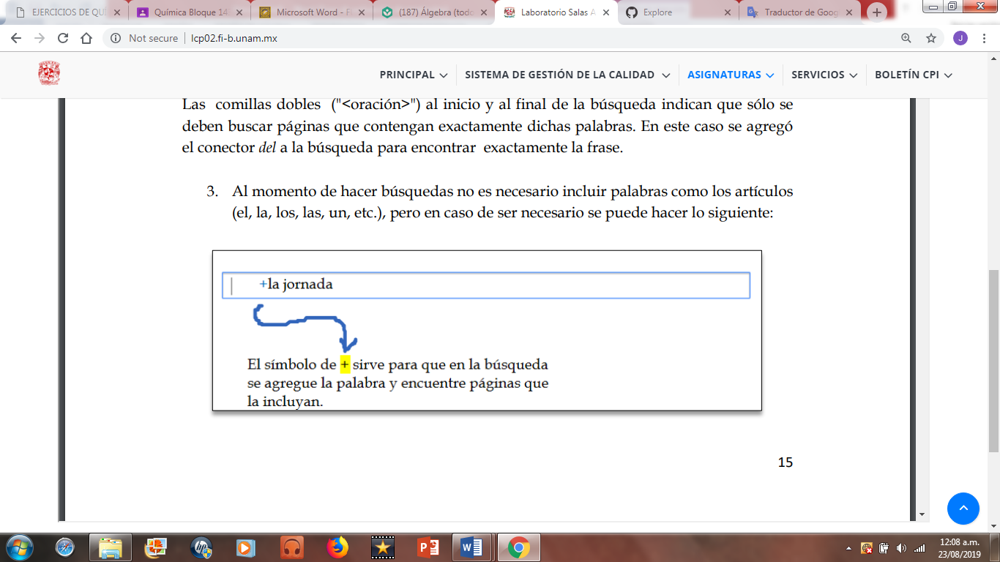 EJERCICIOS DE QU
Química Bloque 14
Microsoft Word - F
(187) Álgebra (tod
Laboratorio Salas A
Explore
Traductor de Goog
Not secure | lcp02.fi-b.unam.mx
J
PRINCIPAL
SISTEMA DE GESTIÓN DE LA CALIDAD
ASIGNATURAS
SERVICIOS
BOLETÍN CPI
Las comillas dobles ("<oración>") al inicio y al final de la búsqueda indican que sólo se
deben buscar páginas que contengan exactamente dichas palabras. En este caso se agregó
el conector del a la búsqueda para encontrar exactamente la frase.
3. Al momento de hacer búsquedas no es necesario incluir palabras como los artículos
(el, la, los, las, un, etc.), pero en caso de ser necesario se puede hacer lo siguiente:
+la jornada
El símbolo de + sirve para que en la búsqueda
se agregue la palabra y encuentre páginas que
la incluyan.
15
12:08 a.m.
23/08/2019